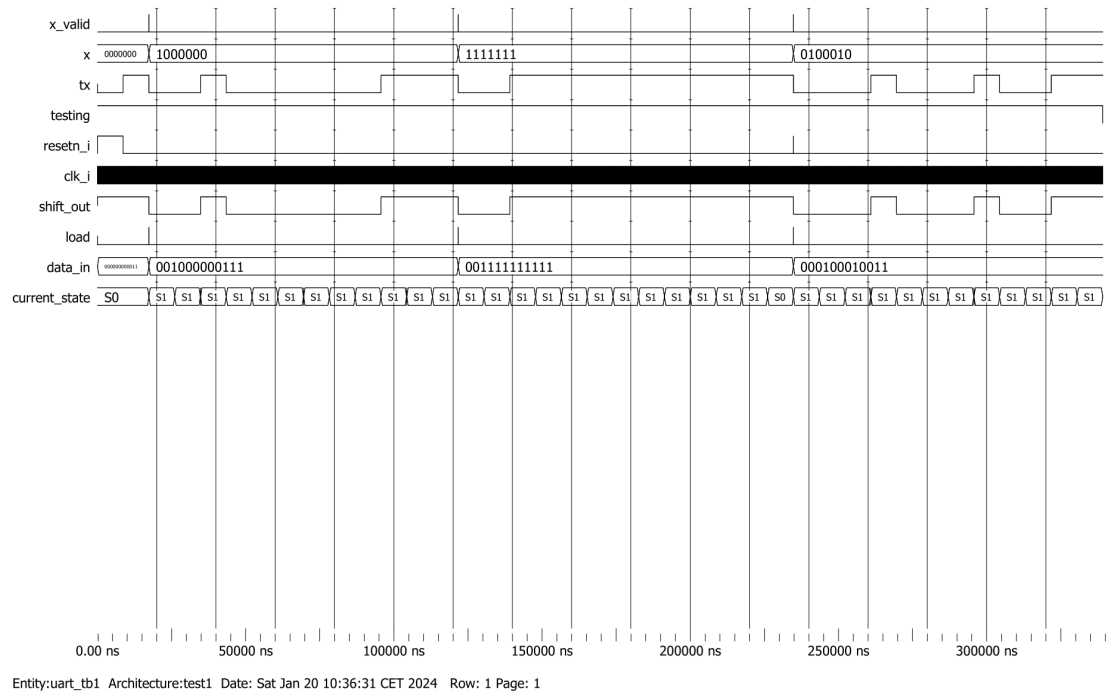 x_valid
x 0000000 1000000 1111111 0100010
tx
testing
resetn_i
clk_i
shift_out
load
data_in 000000000011 001000000111 001111111111 000100010011
current_state S0 S1 S1 S1 S1 S1 S1 S1 S1 S1 S1 S1 S1 S1 S1 S1 S1 S1 S1 S1 S1 S1 S1 S1 S1 S0 S1 S1 S1 S1 S1 S1 S1 S1 S1 S1 S1 S1
0.00 ns 50000 ns 100000 ns 150000 ns 200000 ns 250000 ns 300000 ns
Entity:uart_tb1 Architecture:test1 Date: Sat Jan 20 10:36:31 CET 2024 Row: 1 Page: 1